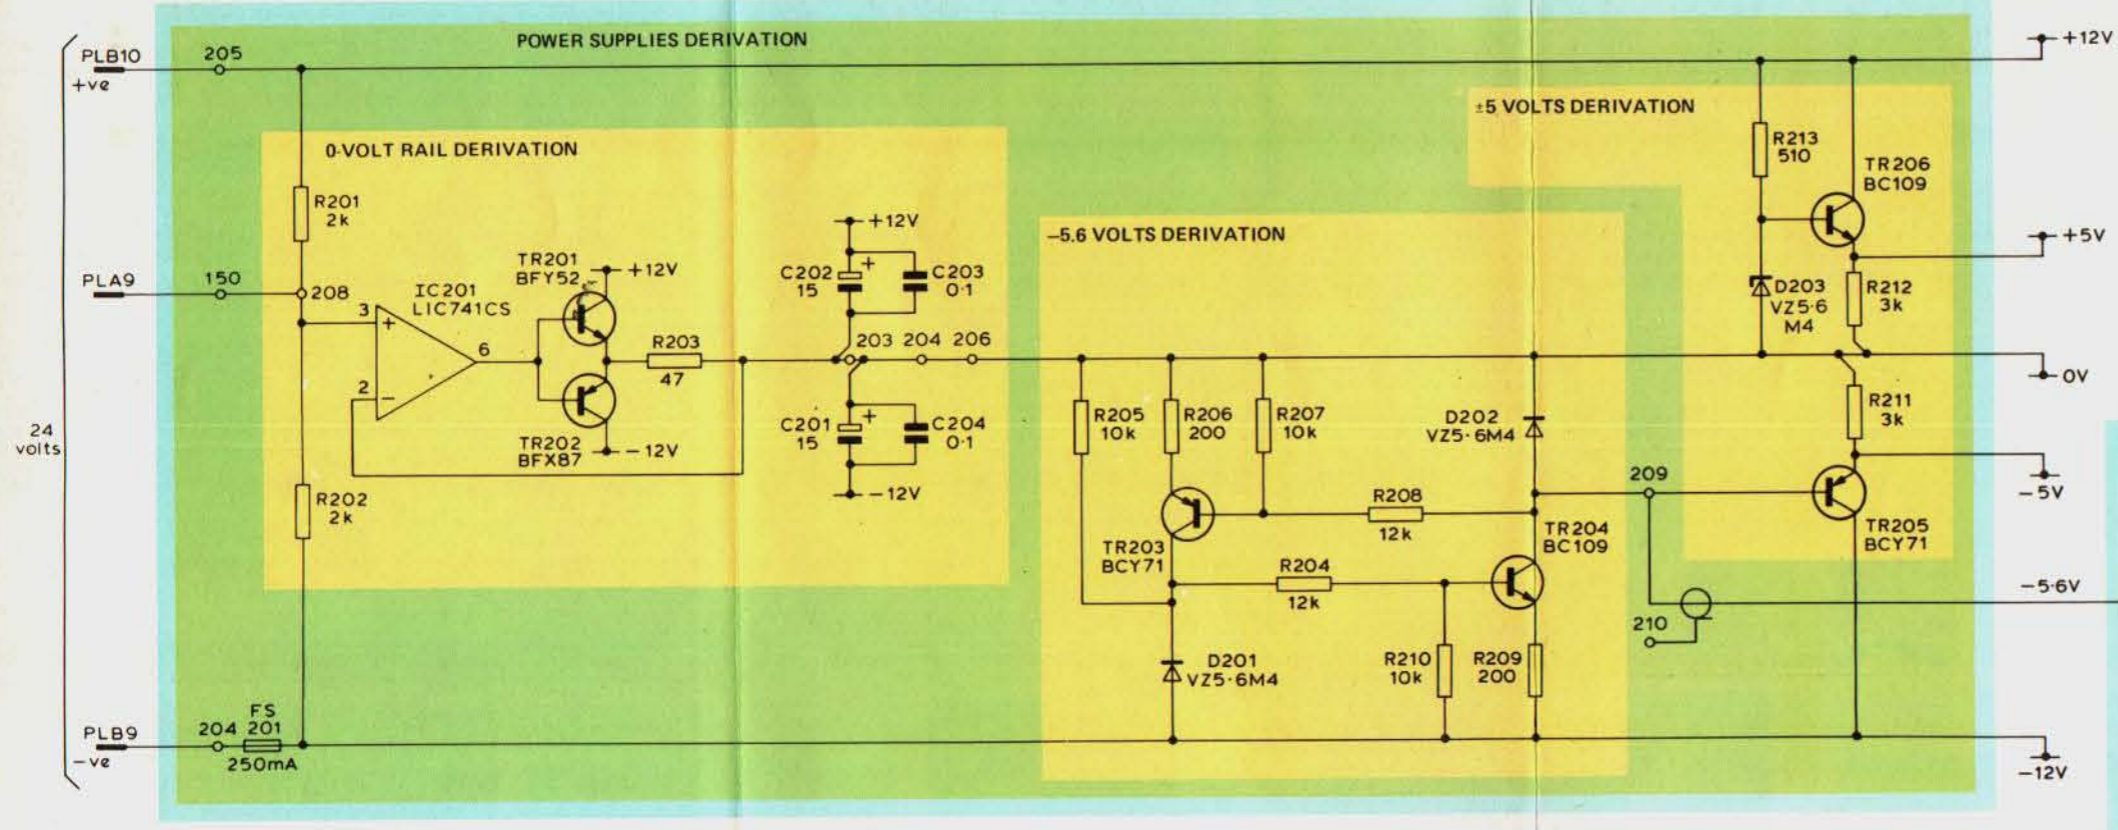 POWER SUPPLIES DERIVATION
PLB10
+ve
205
+12V
±5 VOLTS DERIVATION
0-VOLT RAIL DERIVATION
R213
510
TR206
BC109
R201
2k
+12V
-5.6 VOLTS DERIVATION
+5V
PLA9
150
208
IC201
LIC741CS
3
+
2
-
6
TR201
BFY52
+12V
C202
15
+
C203
0·1
D203
VZ5·6
M4
R212
3k
R203
47
203
204
206
0V
TR202
BFX87
-12V
C201
15
+
C204
0·1
-12V
R205
10k
R206
200
R207
10k
D202
VZ5·6M4
R211
3k
24
volts
R202
2k
209
-5V
R208
12k
TR203
BCY71
TR204
BC109
TR205
BCY71
R204
12k
-5·6V
210
D201
VZ5·6M4
R210
10k
R209
200
PLB9
-ve
204
FS
201
250mA
-12V